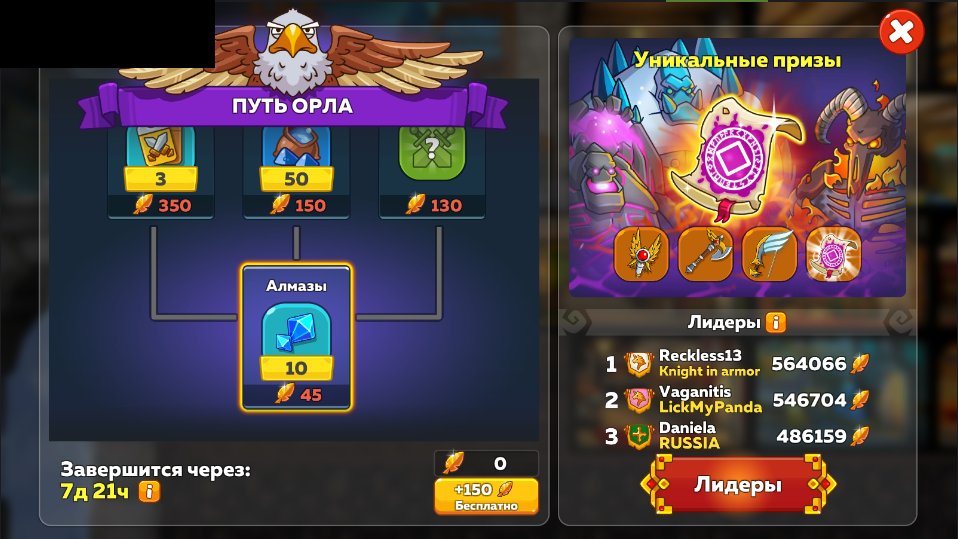 ПУТЬ ОРЛА
3
350
50
150
?
130
Алмазы
10
45
Завершится через:
7д 21ч i
0
+150
Бесплатно
Уникальные призы
Лидеры i
1 Reckless13 564066
Knight in armor
2 Vaganitis 546704
LickMyPanda
3 Daniela 486159
RUSSIA
Лидеры